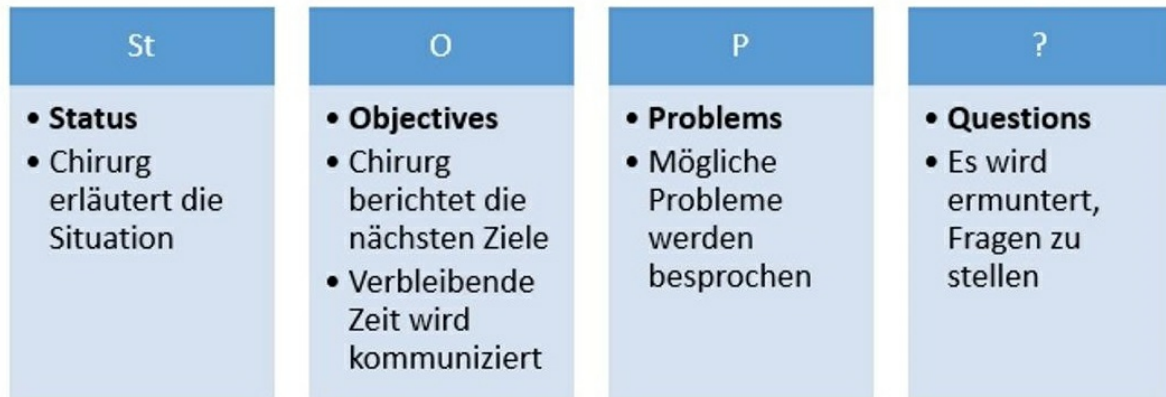 St
• Status
• Chirurg
erläutert die
Situation
O
• Objectives
• Chirurg
berichtet die
nächsten Ziele
• Verbleibende
Zeit wird
kommuniziert
P
• Problems
• Mögliche
Probleme
werden
besprochen
?
• Questions
• Es wird
ermuntert,
Fragen zu
stellen